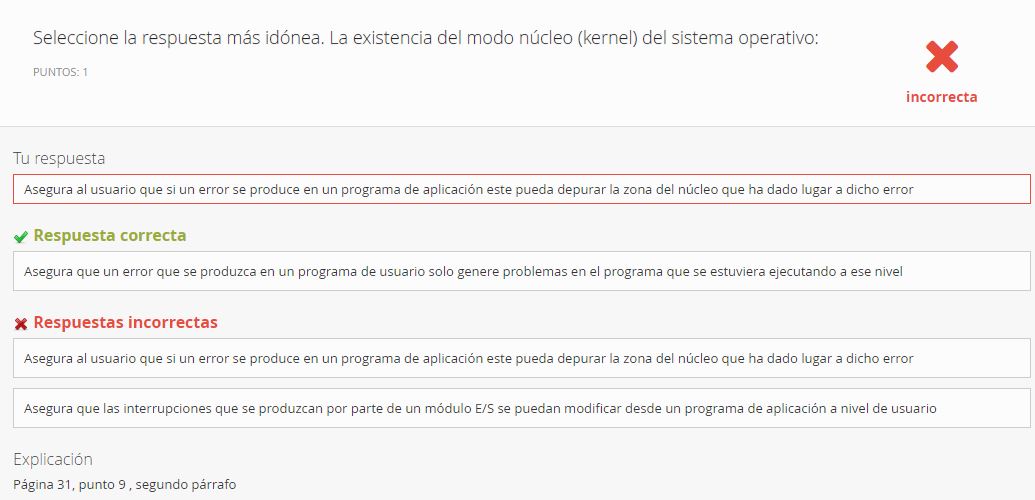 Seleccione la respuesta más idónea. La existencia del modo núcleo (kernel) del sistema operativo:
PUNTOS: 1
incorrecta
Tu respuesta
Asegura al usuario que si un error se produce en un programa de aplicación este pueda depurar la zona del núcleo que ha dado lugar a dicho error
Respuesta correcta
Asegura que un error que se produzca en un programa de usuario solo genere problemas en el programa que se estuviera ejecutando a ese nivel
Respuestas incorrectas
Asegura al usuario que si un error se produce en un programa de aplicación este pueda depurar la zona del núcleo que ha dado lugar a dicho error
Asegura que las interrupciones que se produzcan por parte de un módulo E/S se puedan modificar desde un programa de aplicación a nivel de usuario
Explicación
Página 31, punto 9 , segundo párrafo